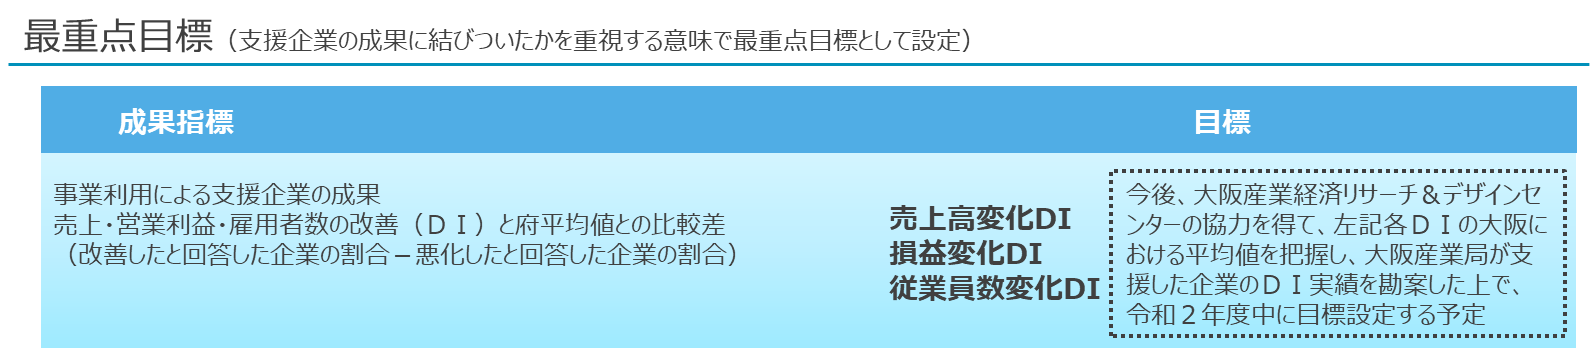 最重点目標（支援企業の成果に結びついたかを重視する意味で最重点目標として設定）
成果指標
目標
事業利用による支援企業の成果
売上・営業利益・雇用者数の改善（ＤＩ）と府平均値との比較差
（改善したと回答した企業の割合－悪化したと回答した企業の割合）
売上高変化DI
損益変化DI
従業員数変化DI
今後、大阪産業経済リサーチ＆デザインセ
ンターの協力を得て、左記各ＤＩの大阪に
おける平均値を把握し、大阪産業局が支
援した企業のＤＩ実績を勘案した上で、
令和２年度中に目標設定する予定